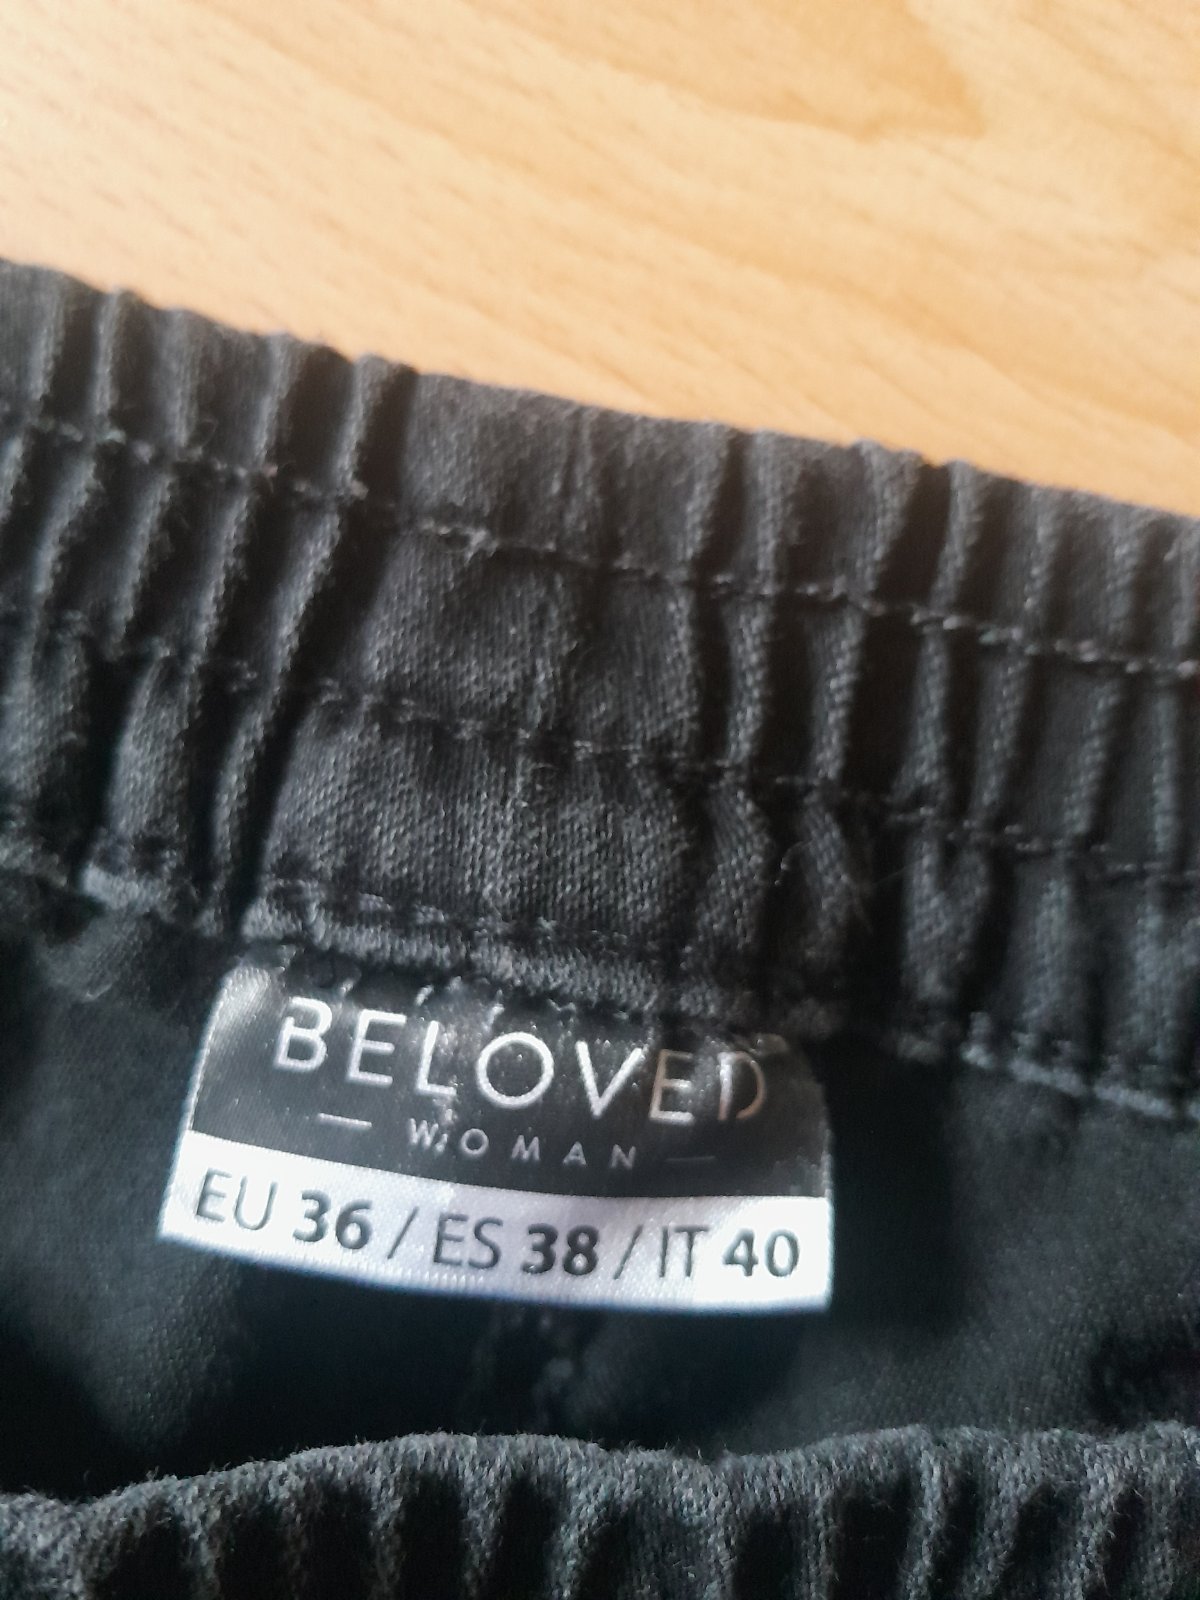 BELOVED
— WOMAN —
EU 36 / ES 38 / IT 40